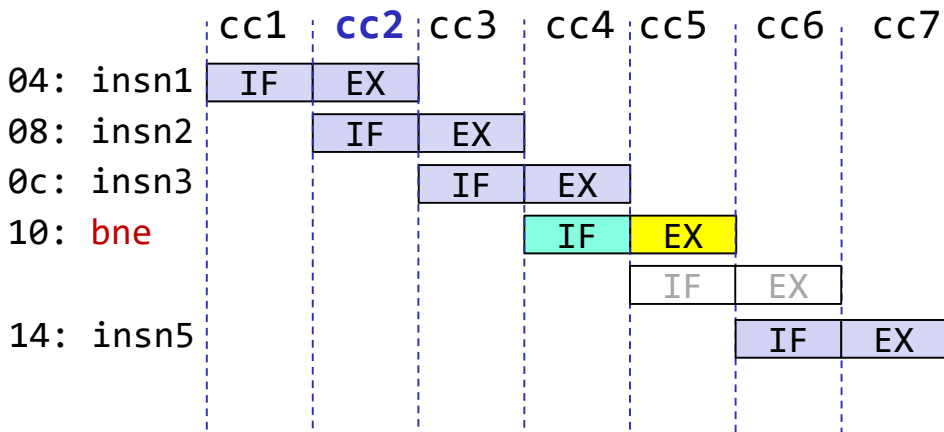 cc1 cc2 cc3 cc4 cc5 cc6 cc7
04: insn1 IF EX
08: insn2 IF EX
0c: insn3 IF EX
10: bne IF EX
IF EX
14: insn5 IF EX